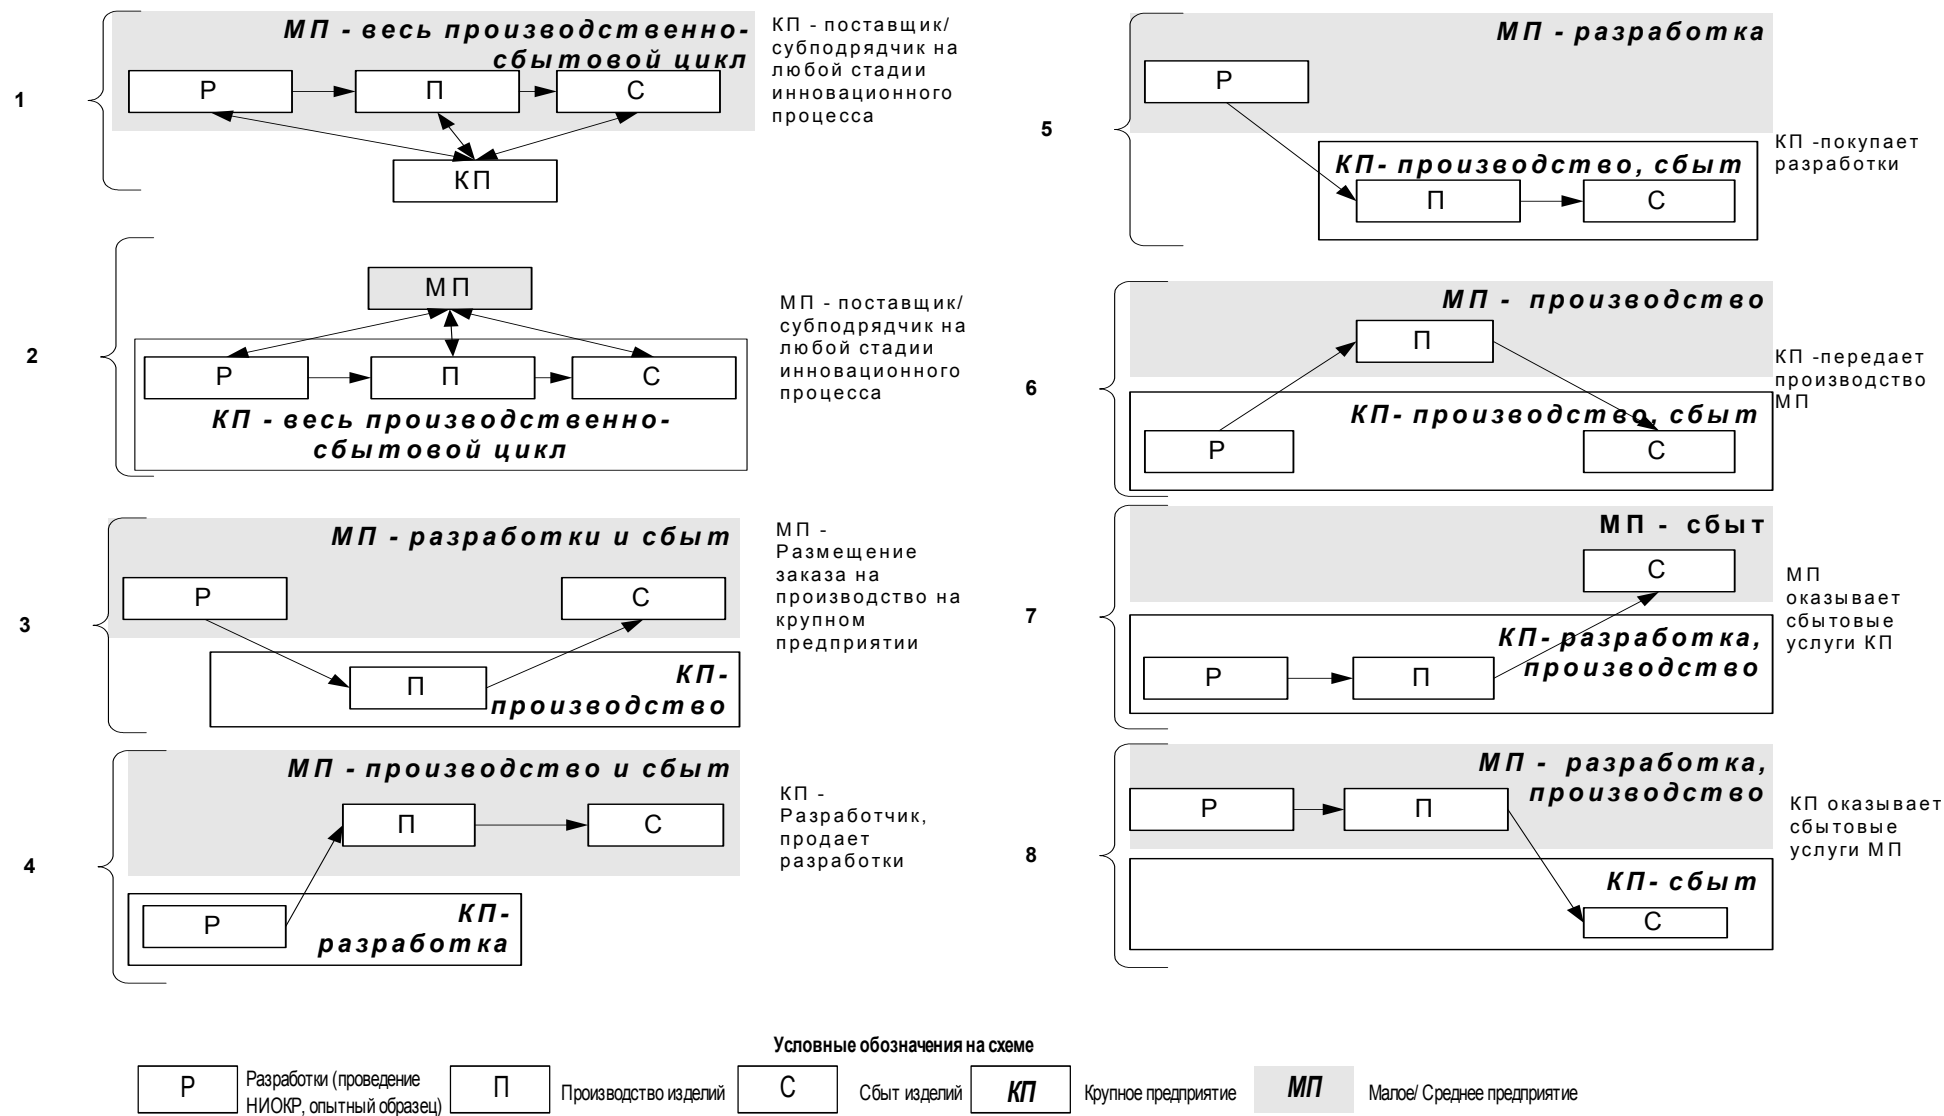 1
МП - весь производственно-
сбытовой цикл
Р
П
С
КП
КП - поставщик/
субподрядчик на
любой стадии
инновационного
процесса
2
МП
Р
П
С
КП - весь производственно-
сбытовой цикл
МП - поставщик/
субподрядчик на
любой стадии
инновационного
процесса
3
МП - разработки и сбыт
Р
С
П
КП-
производство
МП -
Размещение
заказа на
производство на
крупном
предприятии
4
МП - производство и сбыт
П
С
Р
КП-
разработка
КП -
Разработчик,
продает
разработки
5
МП - разработка
Р
КП- производство, сбыт
П
С
КП -покупает
разработки
6
МП - производство
П
КП- производство, сбыт
Р
С
КП -передает
производство
МП
7
МП - сбыт
С
КП- разработка,
производство
Р
П
МП
оказывает
сбытовые
услуги КП
8
МП - разработка,
производство
Р
П
КП- сбыт
С
КП оказывает
сбытовые
услуги МП
Условные обозначения на схеме
Р
Разработки (проведение
НИОКР, опытный образец)
П
Производство изделий
С
Сбыт изделий
КП
Крупное предприятие
МП
Малое/ Среднее предприятие